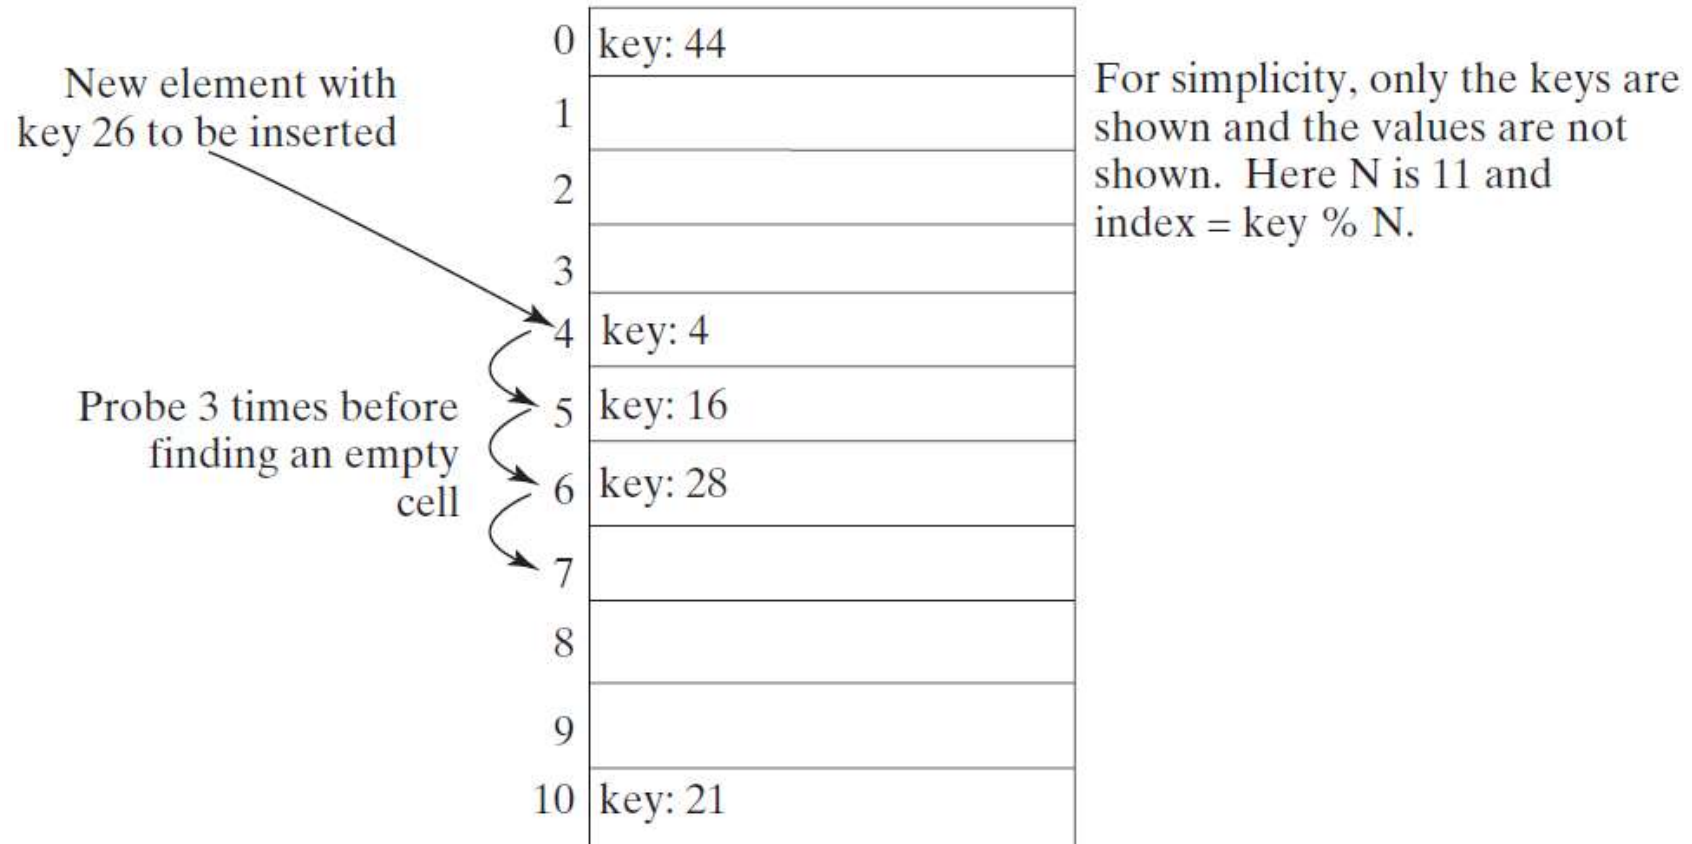 New element with
key 26 to be inserted
Probe 3 times before
finding an empty
cell
0 key: 44
1
2
3
4 key: 4
5 key: 16
6 key: 28
7
8
9
10 key: 21
For simplicity, only the keys are
shown and the values are not
shown. Here N is 11 and
index = key % N.